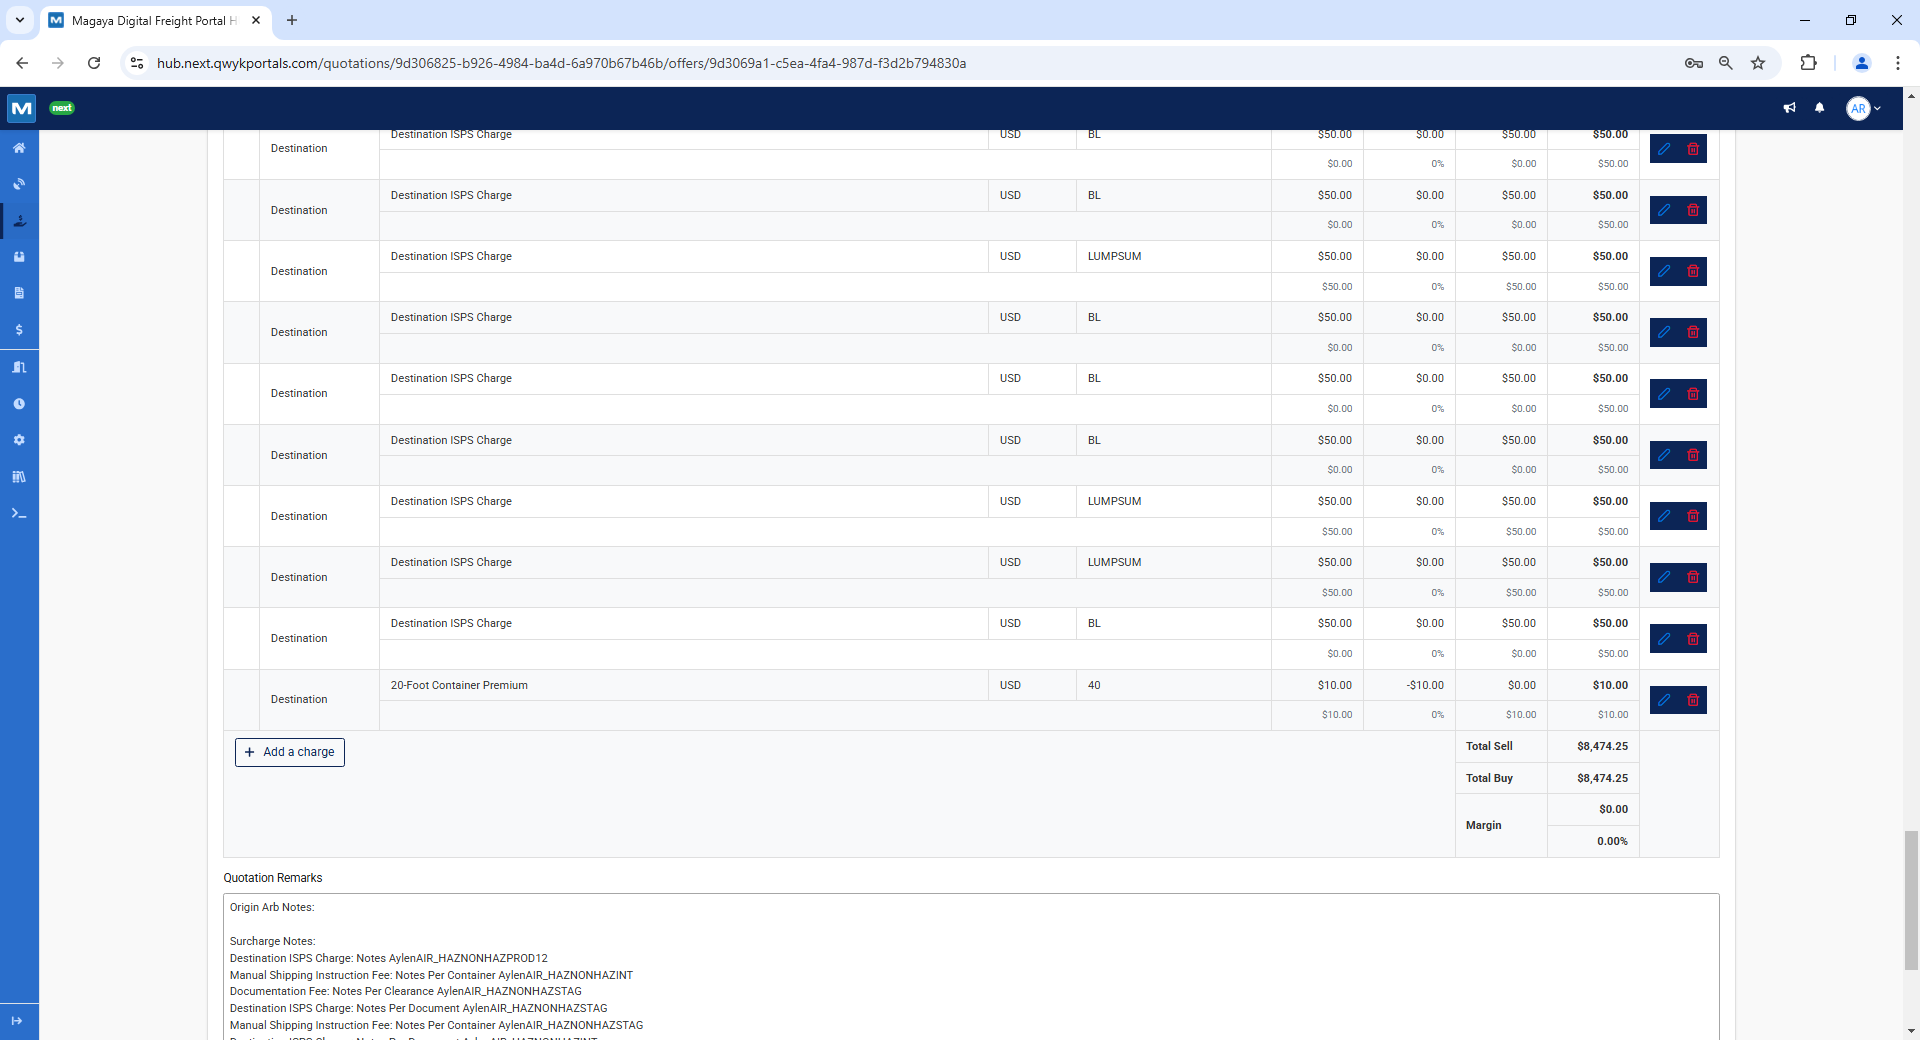 Magaya Digital Freight Portal H
hub.next.qwykportals.com/quotations/9d306825-b926-4984-ba4d-6a970b67b46b/offers/9d3069a1-c5ea-4fa4-987d-f3d2b794830a
next
AR
Destination Destination ISPS Charge USD BL $50.00 $0.00 $50.00 $50.00
$0.00 0% $0.00 $50.00
Destination Destination ISPS Charge USD BL $50.00 $0.00 $50.00 $50.00
$0.00 0% $0.00 $50.00
Destination Destination ISPS Charge USD LUMPSUM $50.00 $0.00 $50.00 $50.00
$50.00 0% $50.00 $50.00
Destination Destination ISPS Charge USD BL $50.00 $0.00 $50.00 $50.00
$0.00 0% $0.00 $50.00
Destination Destination ISPS Charge USD BL $50.00 $0.00 $50.00 $50.00
$0.00 0% $0.00 $50.00
Destination Destination ISPS Charge USD BL $50.00 $0.00 $50.00 $50.00
$0.00 0% $0.00 $50.00
Destination Destination ISPS Charge USD LUMPSUM $50.00 $0.00 $50.00 $50.00
$50.00 0% $50.00 $50.00
Destination Destination ISPS Charge USD LUMPSUM $50.00 $0.00 $50.00 $50.00
$50.00 0% $50.00 $50.00
Destination Destination ISPS Charge USD BL $50.00 $0.00 $50.00 $50.00
$0.00 0% $0.00 $50.00
Destination 20-Foot Container Premium USD 40 $10.00 -$10.00 $0.00 $10.00
$10.00 0% $10.00 $10.00
Add a charge
Total Sell $8,474.25
Total Buy $8,474.25
Margin $0.00
0.00%
Quotation Remarks
Origin Arb Notes:
Surcharge Notes:
Destination ISPS Charge: Notes AylenAIR_HAZNONHAZPROD12
Manual Shipping Instruction Fee: Notes Per Container AylenAIR_HAZNONHAZINT
Documentation Fee: Notes Per Clearance AylenAIR_HAZNONHAZSTAG
Destination ISPS Charge: Notes Per Document AylenAIR_HAZNONHAZSTAG
Manual Shipping Instruction Fee: Notes Per Container AylenAIR_HAZNONHAZSTAG
Destination ISPS Charge: Notes Per Document AylenAIR_HAZNONHAZINT